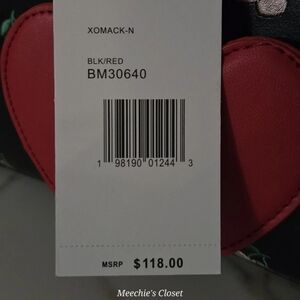 XOMACK-N
BLK/RED
BM30640
1 98190 01244 3
MSRP $118.00
Meechie's Closet